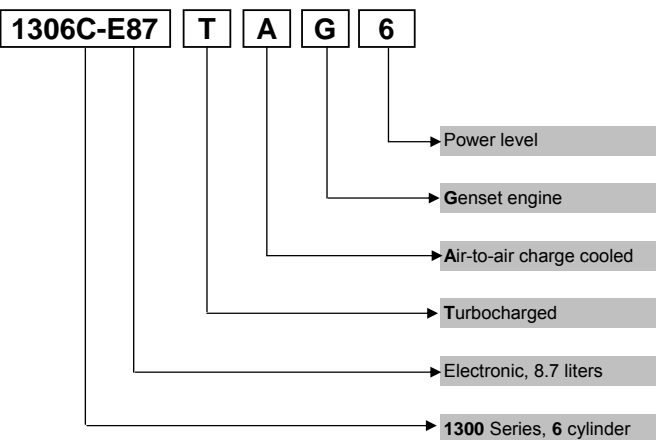 1306C-E87 T A G 6
Power level
Genset engine
Air-to-air charge cooled
Turbocharged
Electronic, 8.7 liters
1300 Series, 6 cylinder